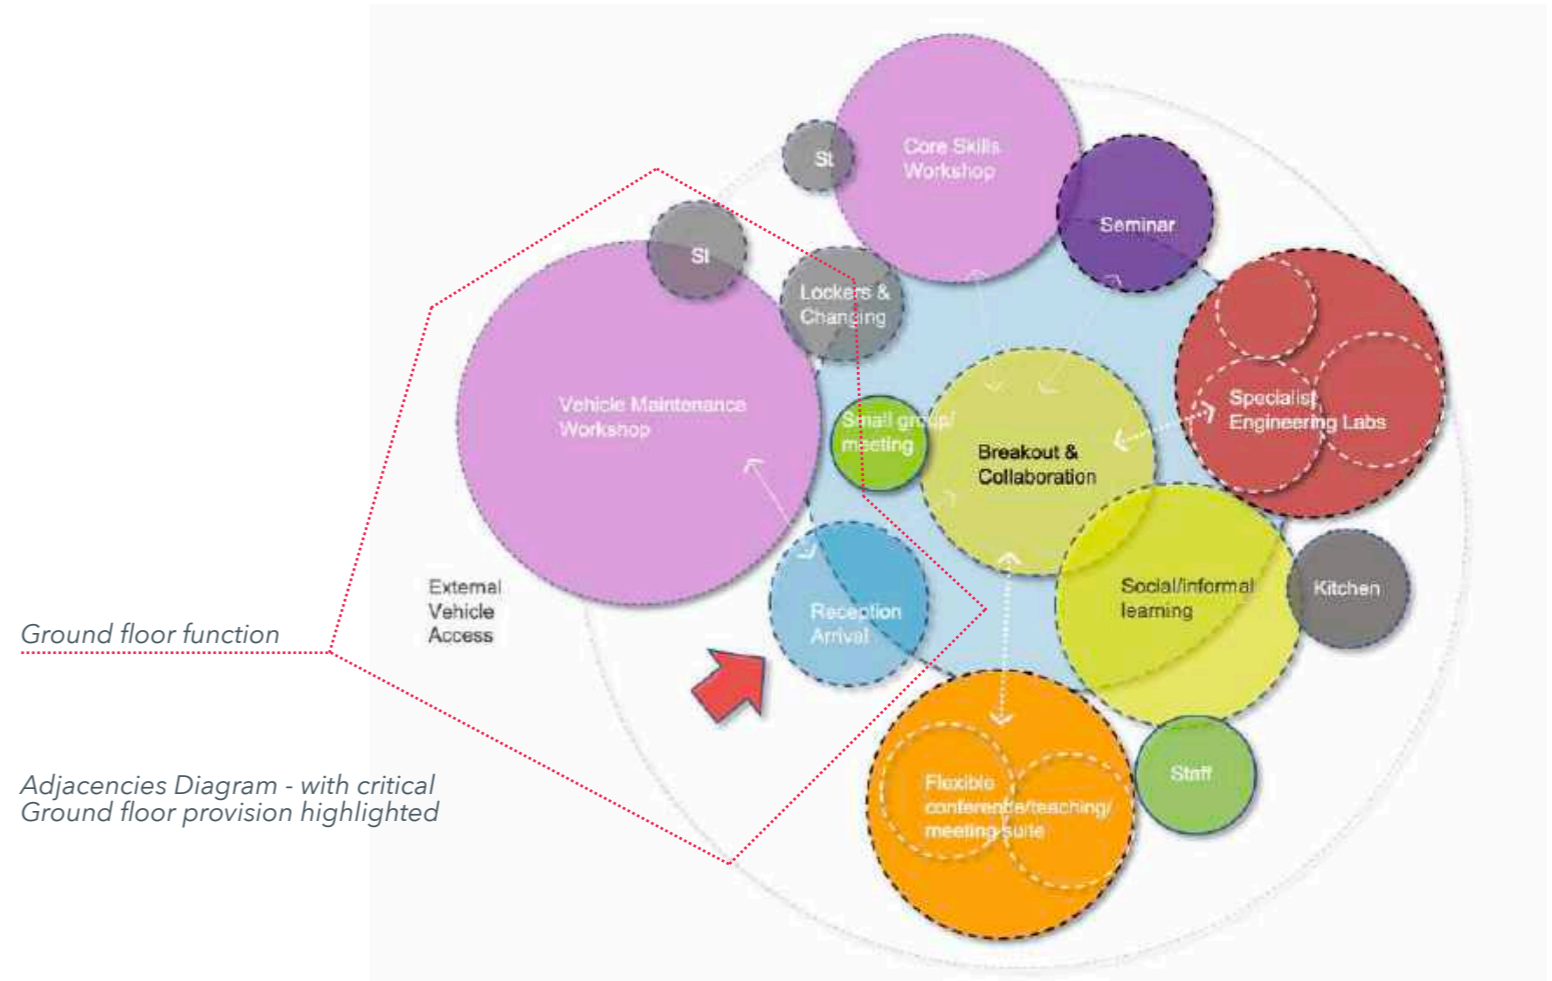 St
Core Skills
Workshop
Seminar
St
Lockers &
Changing
Vehicle Maintenance
Workshop
Small group/
meeting
Breakout &
Collaboration
Specialist
Engineering Labs
External
Vehicle
Access
Reception
Arrival
Social/informal
learning
Kitchen
Ground floor function
Flexible
conference/teaching/
meeting suite
Staff
Adjacencies Diagram - with critical
Ground floor provision highlighted